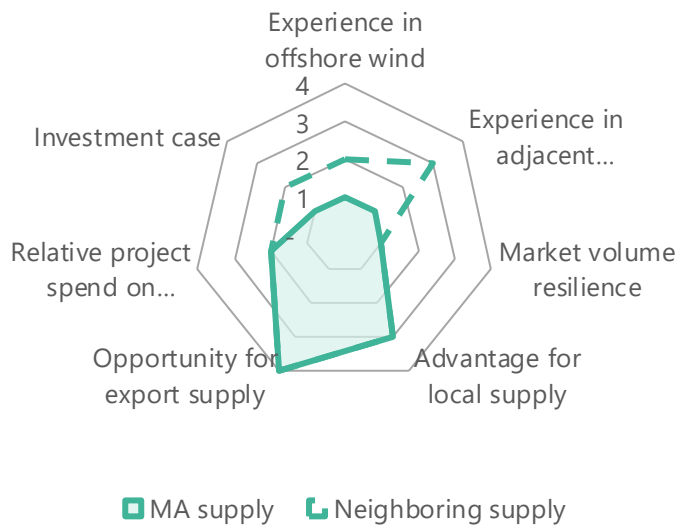 Experience in
offshore wind
4
3
2
1
-
Experience in
adjacent...
Investment case
Market volume
resilience
Relative project
spend on...
Opportunity for
export supply
Advantage for
local supply
MA supply
Neighboring supply